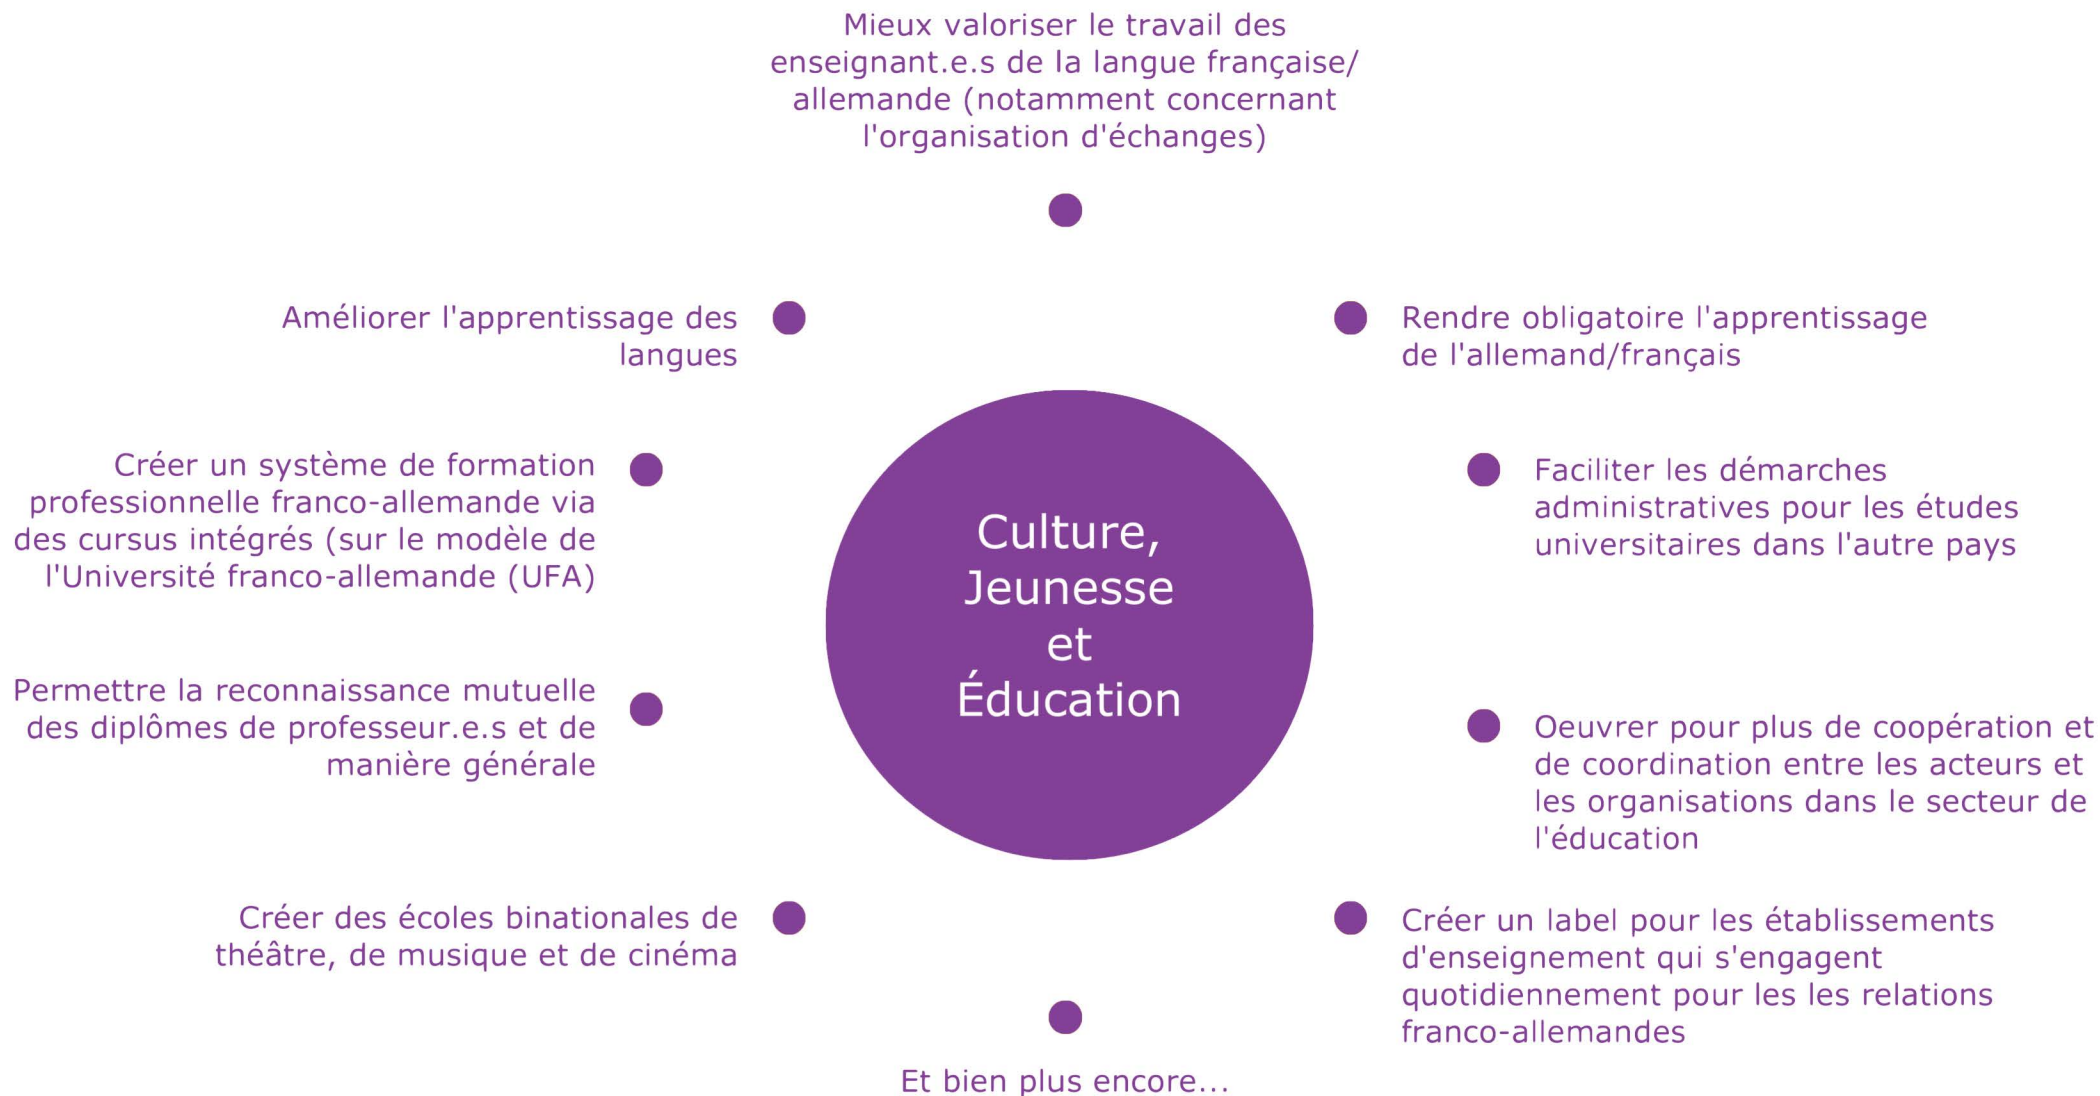 Mieux valoriser le travail des
enseignant.e.s de la langue française/
allemande (notamment concernant
l'organisation d'échanges)
Améliorer l'apprentissage des
langues
Rendre obligatoire l'apprentissage
de l'allemand/français
Créer un système de formation
professionnelle franco-allemande via
des cursus intégrés (sur le modèle de
l'Université franco-allemande (UFA)
Faciliter les démarches
administratives pour les études
universitaires dans l'autre pays
Culture,
Jeunesse
et
Éducation
Permettre la reconnaissance mutuelle
des diplômes de professeur.e.s et de
manière générale
Oeuvrer pour plus de coopération et
de coordination entre les acteurs et
les organisations dans le secteur de
l'éducation
Créer des écoles binationales de
théâtre, de musique et de cinéma
Créer un label pour les établissements
d'enseignement qui s'engagent
quotidiennement pour les les relations
franco-allemandes
Et bien plus encore...